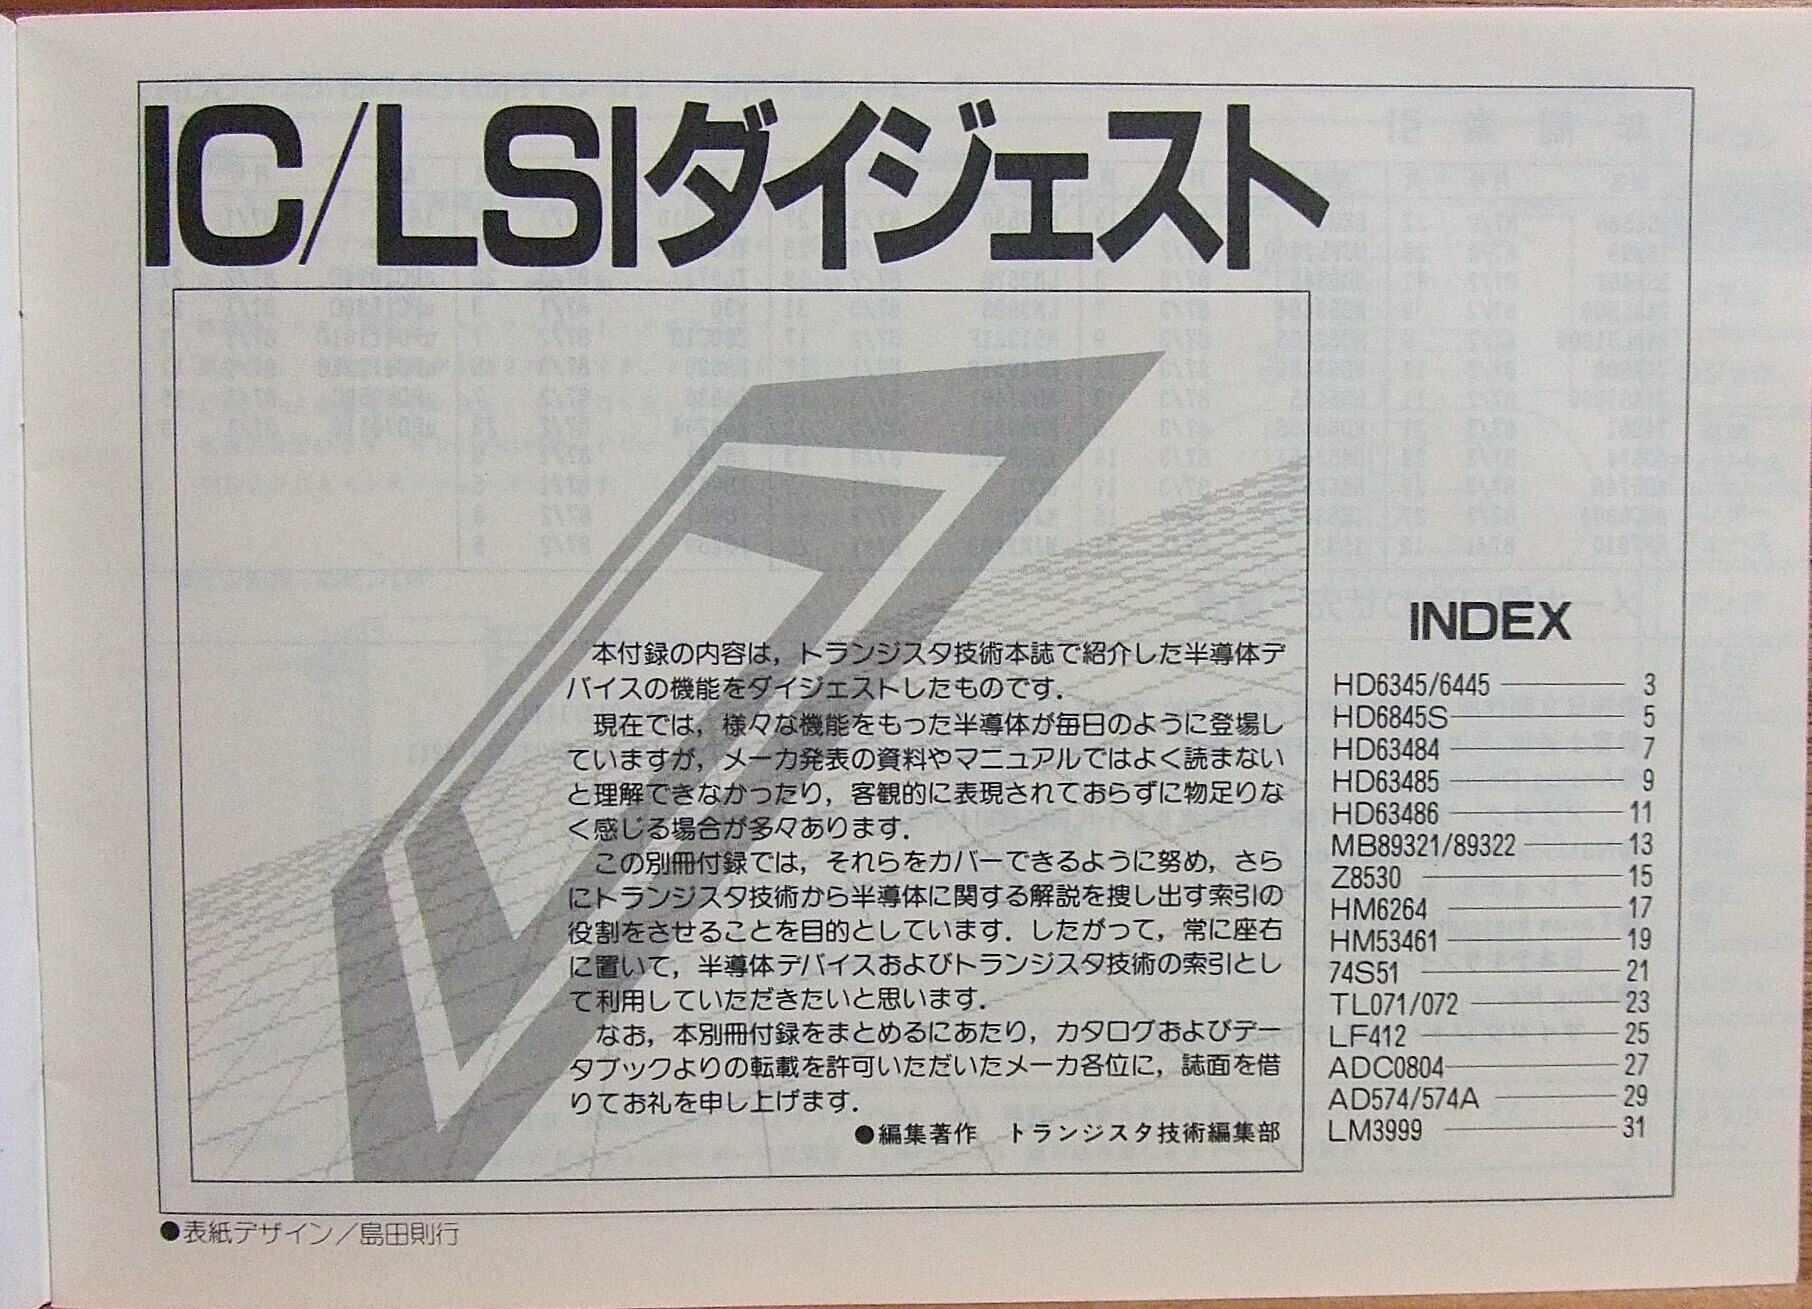 IC/LSIダイジェスト
本付録の内容は，トランジスタ技術本誌で紹介した半導体デ
バイスの機能をダイジェストしたものです．
現在では，様々な機能をもった半導体が毎日のように登場し
ていますが，メーカ発表の資料やマニュアルではよく読まない
と理解できなかったり，客観的に表現されておらずに物足りな
く感じる場合が多々あります．
この別冊付録では，それらをカバーできるように努め，さら
にトランジスタ技術から半導体に関する解説を捜し出す索引の
役割をさせることを目的としています．したがって，常に座右
に置いて，半導体デバイスおよびトランジスタ技術の索引とし
て利用していただきたいと思います．
なお，本別冊付録をまとめるにあたり，カタログおよびデー
タブックよりの転載を許可いただいたメーカ各位に，誌面を借
りてお礼を申し上げます．
●編集著作　トランジスタ技術編集部
INDEX
HD6345/6445 3
HD6845S 5
HD63484 7
HD63485 9
HD63486 11
MB89321/89322 13
Z8530 15
HM6264 17
HM53461 19
74S51 21
TL071/072 23
LF412 25
ADC0804 27
AD574/574A 29
LM3999 31
●表紙デザイン／島田則行